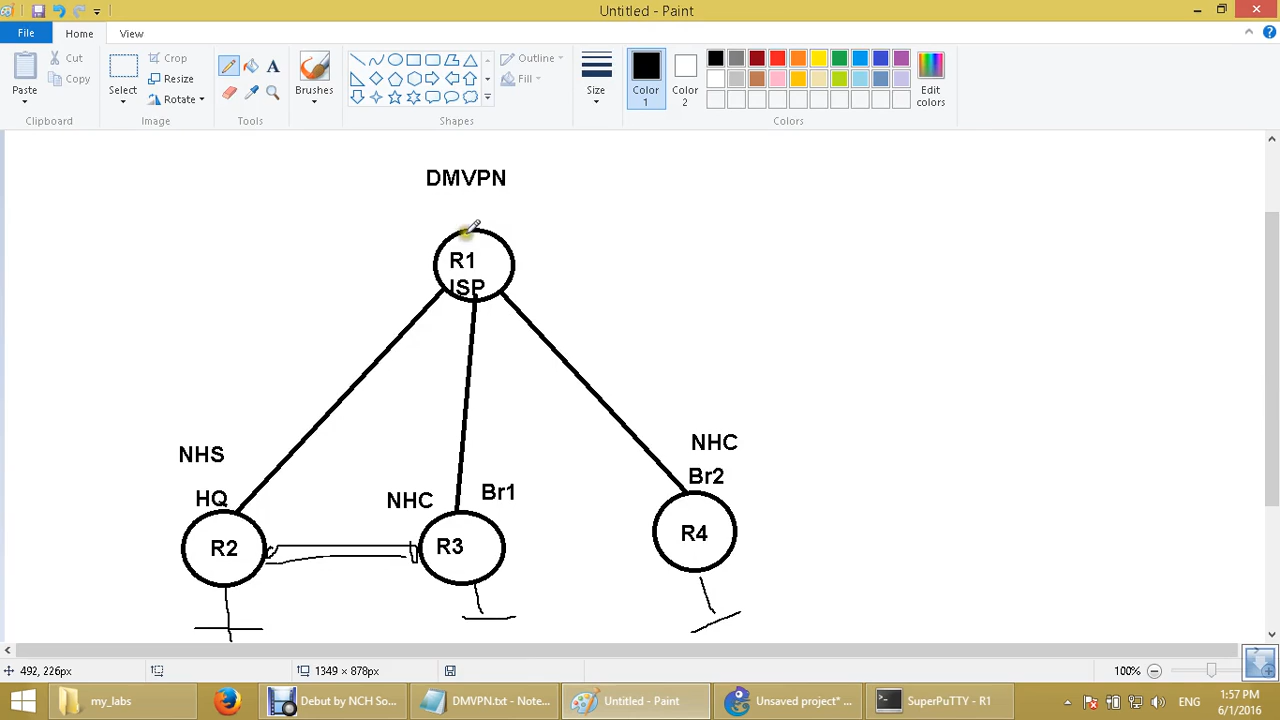 Untitled - Paint
File
Home
View
Paste
Cut
Copy
Clipboard
Select
Crop
Resize
Rotate
Image
A
Tools
Brushes
Shapes
Outline
Fill
Size
Color
1
Color
2
Edit
colors
Colors
DMVPN
R1
ISP
NHS
HQ
R2
NHC
Br1
R3
NHC
Br2
R4
492, 226px
1349 × 878px
100%
my_labs
Debut by NCH So...
DMVPN.txt - Note...
Untitled - Paint
Unsaved project* ...
SuperPuTTY - R1
ENG
1:57 PM
6/1/2016